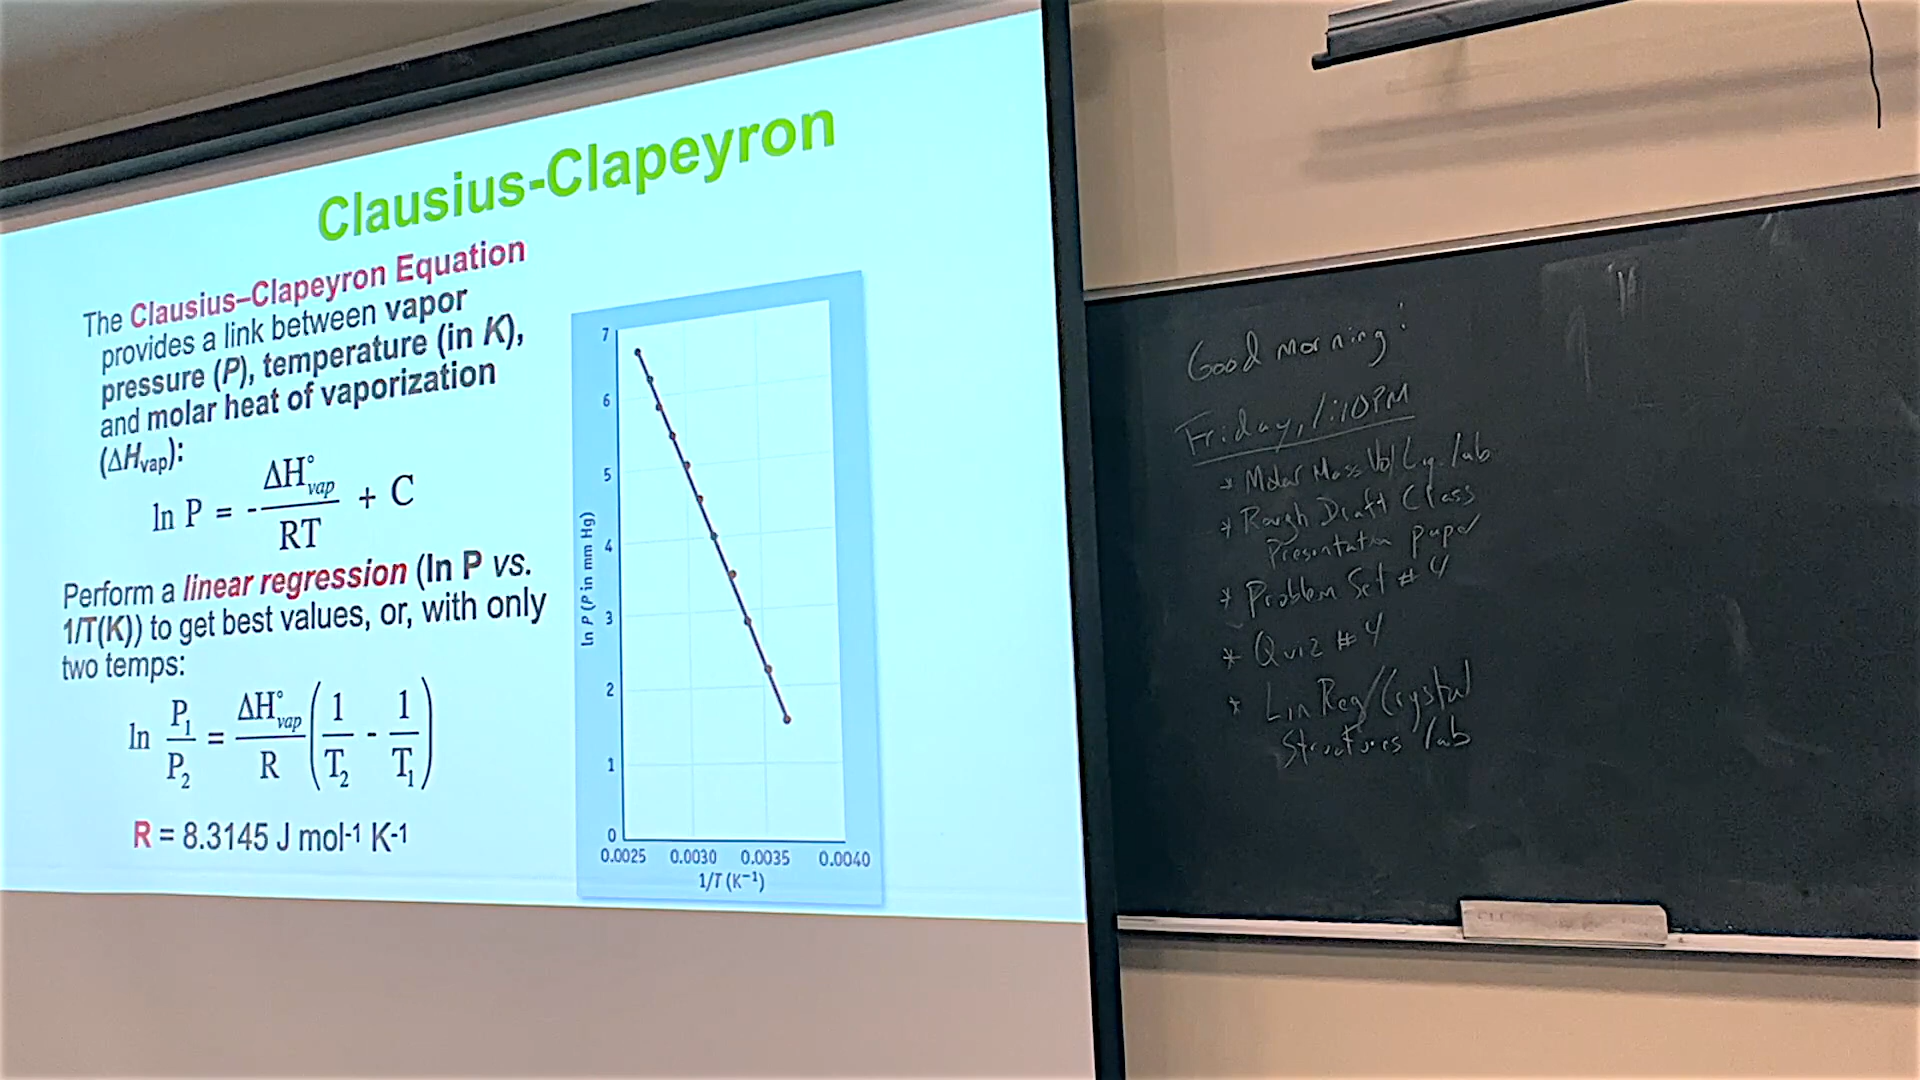 Clausius-Clapeyron
The Clausius–Clapeyron Equation
provides a link between vapor
pressure (P), temperature (in K),
and molar heat of vaporization
(ΔHvap):
ln P = - ΔH°vap / RT + C
Perform a linear regression (ln P vs.
1/T(K)) to get best values, or, with only
two temps:
ln P1 / P2 = ΔH°vap / R ( 1 / T2 - 1 / T1 )
R = 8.3145 J mol-1 K-1
7
6
5
4
3
2
1
0
ln P (P in mm Hg)
0.0025 0.0030 0.0035 0.0040
1/T (K−1)
Good morning!
Friday, 1:10PM
* Molar Mass Vol Liq. lab
* Rough Draft Class
Presentation paper
* Problem Set # 4
* Quiz # 4
* Lin Reg/Crystal
Structures lab